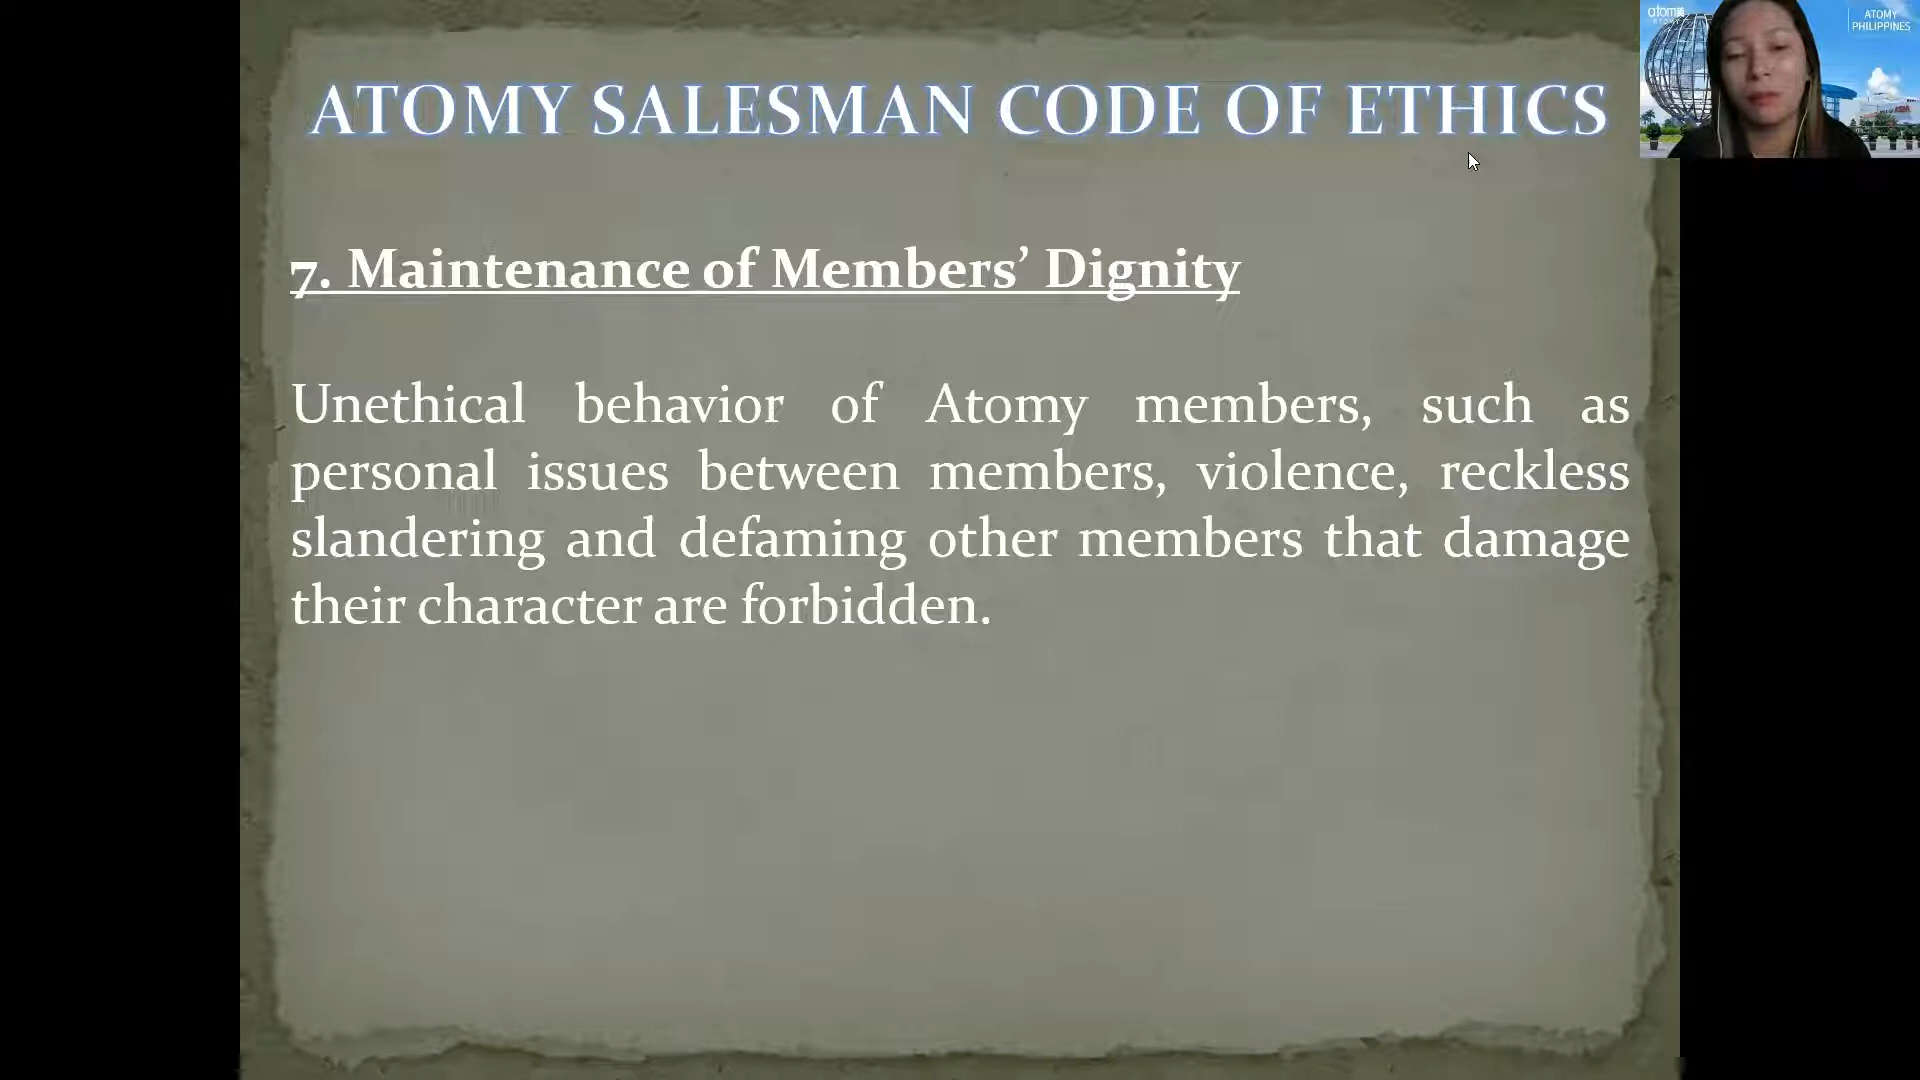 ATOMY SALESMAN CODE OF ETHICS
atomy
ATOMY
PHILIPPINES
7. Maintenance of Members’ Dignity
Unethical behavior of Atomy members, such as
personal issues between members, violence, reckless
slandering and defaming other members that damage
their character are forbidden.